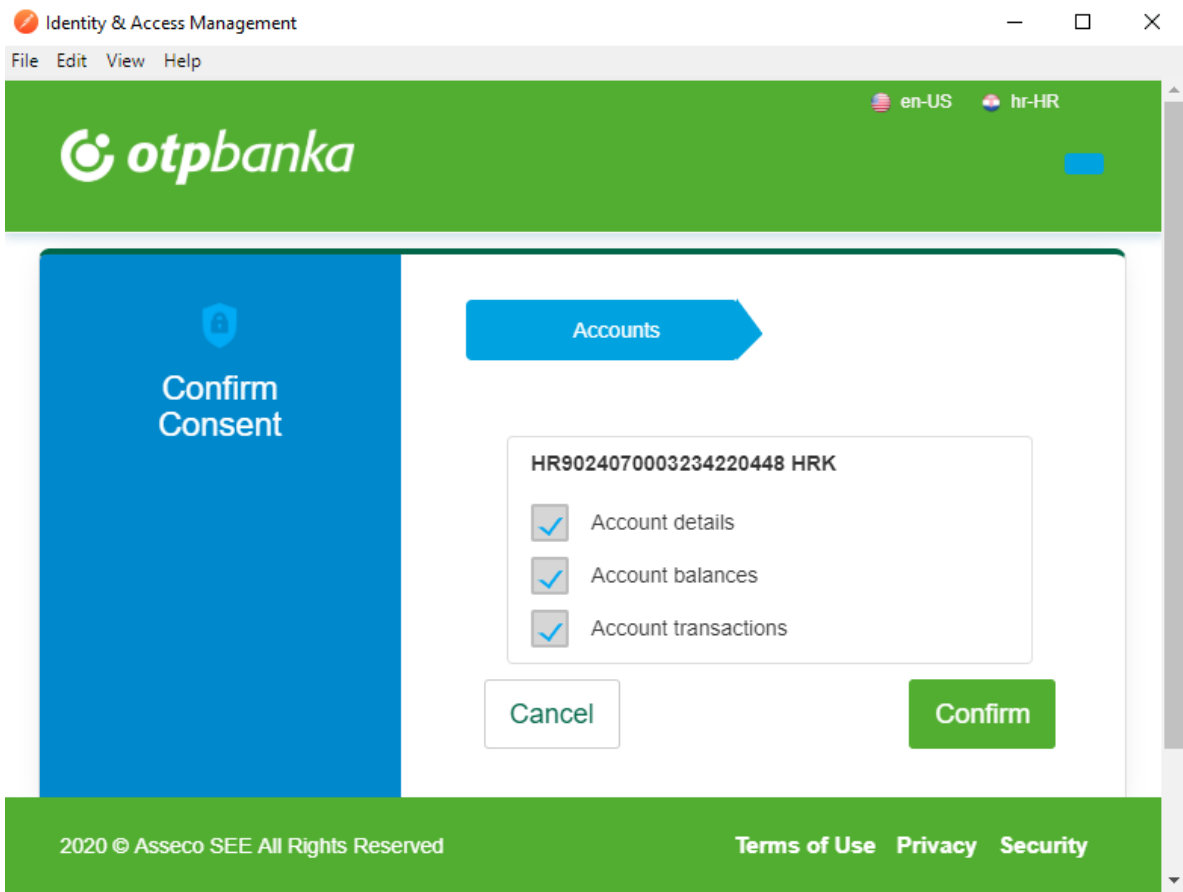 Identity & Access Management
File Edit View Help
en-US hr-HR
otpbanka
Confirm
Consent
Accounts
HR9024070003234220448 HRK
Account details
Account balances
Account transactions
Cancel Confirm
2020 © Asseco SEE All Rights Reserved Terms of Use Privacy Security